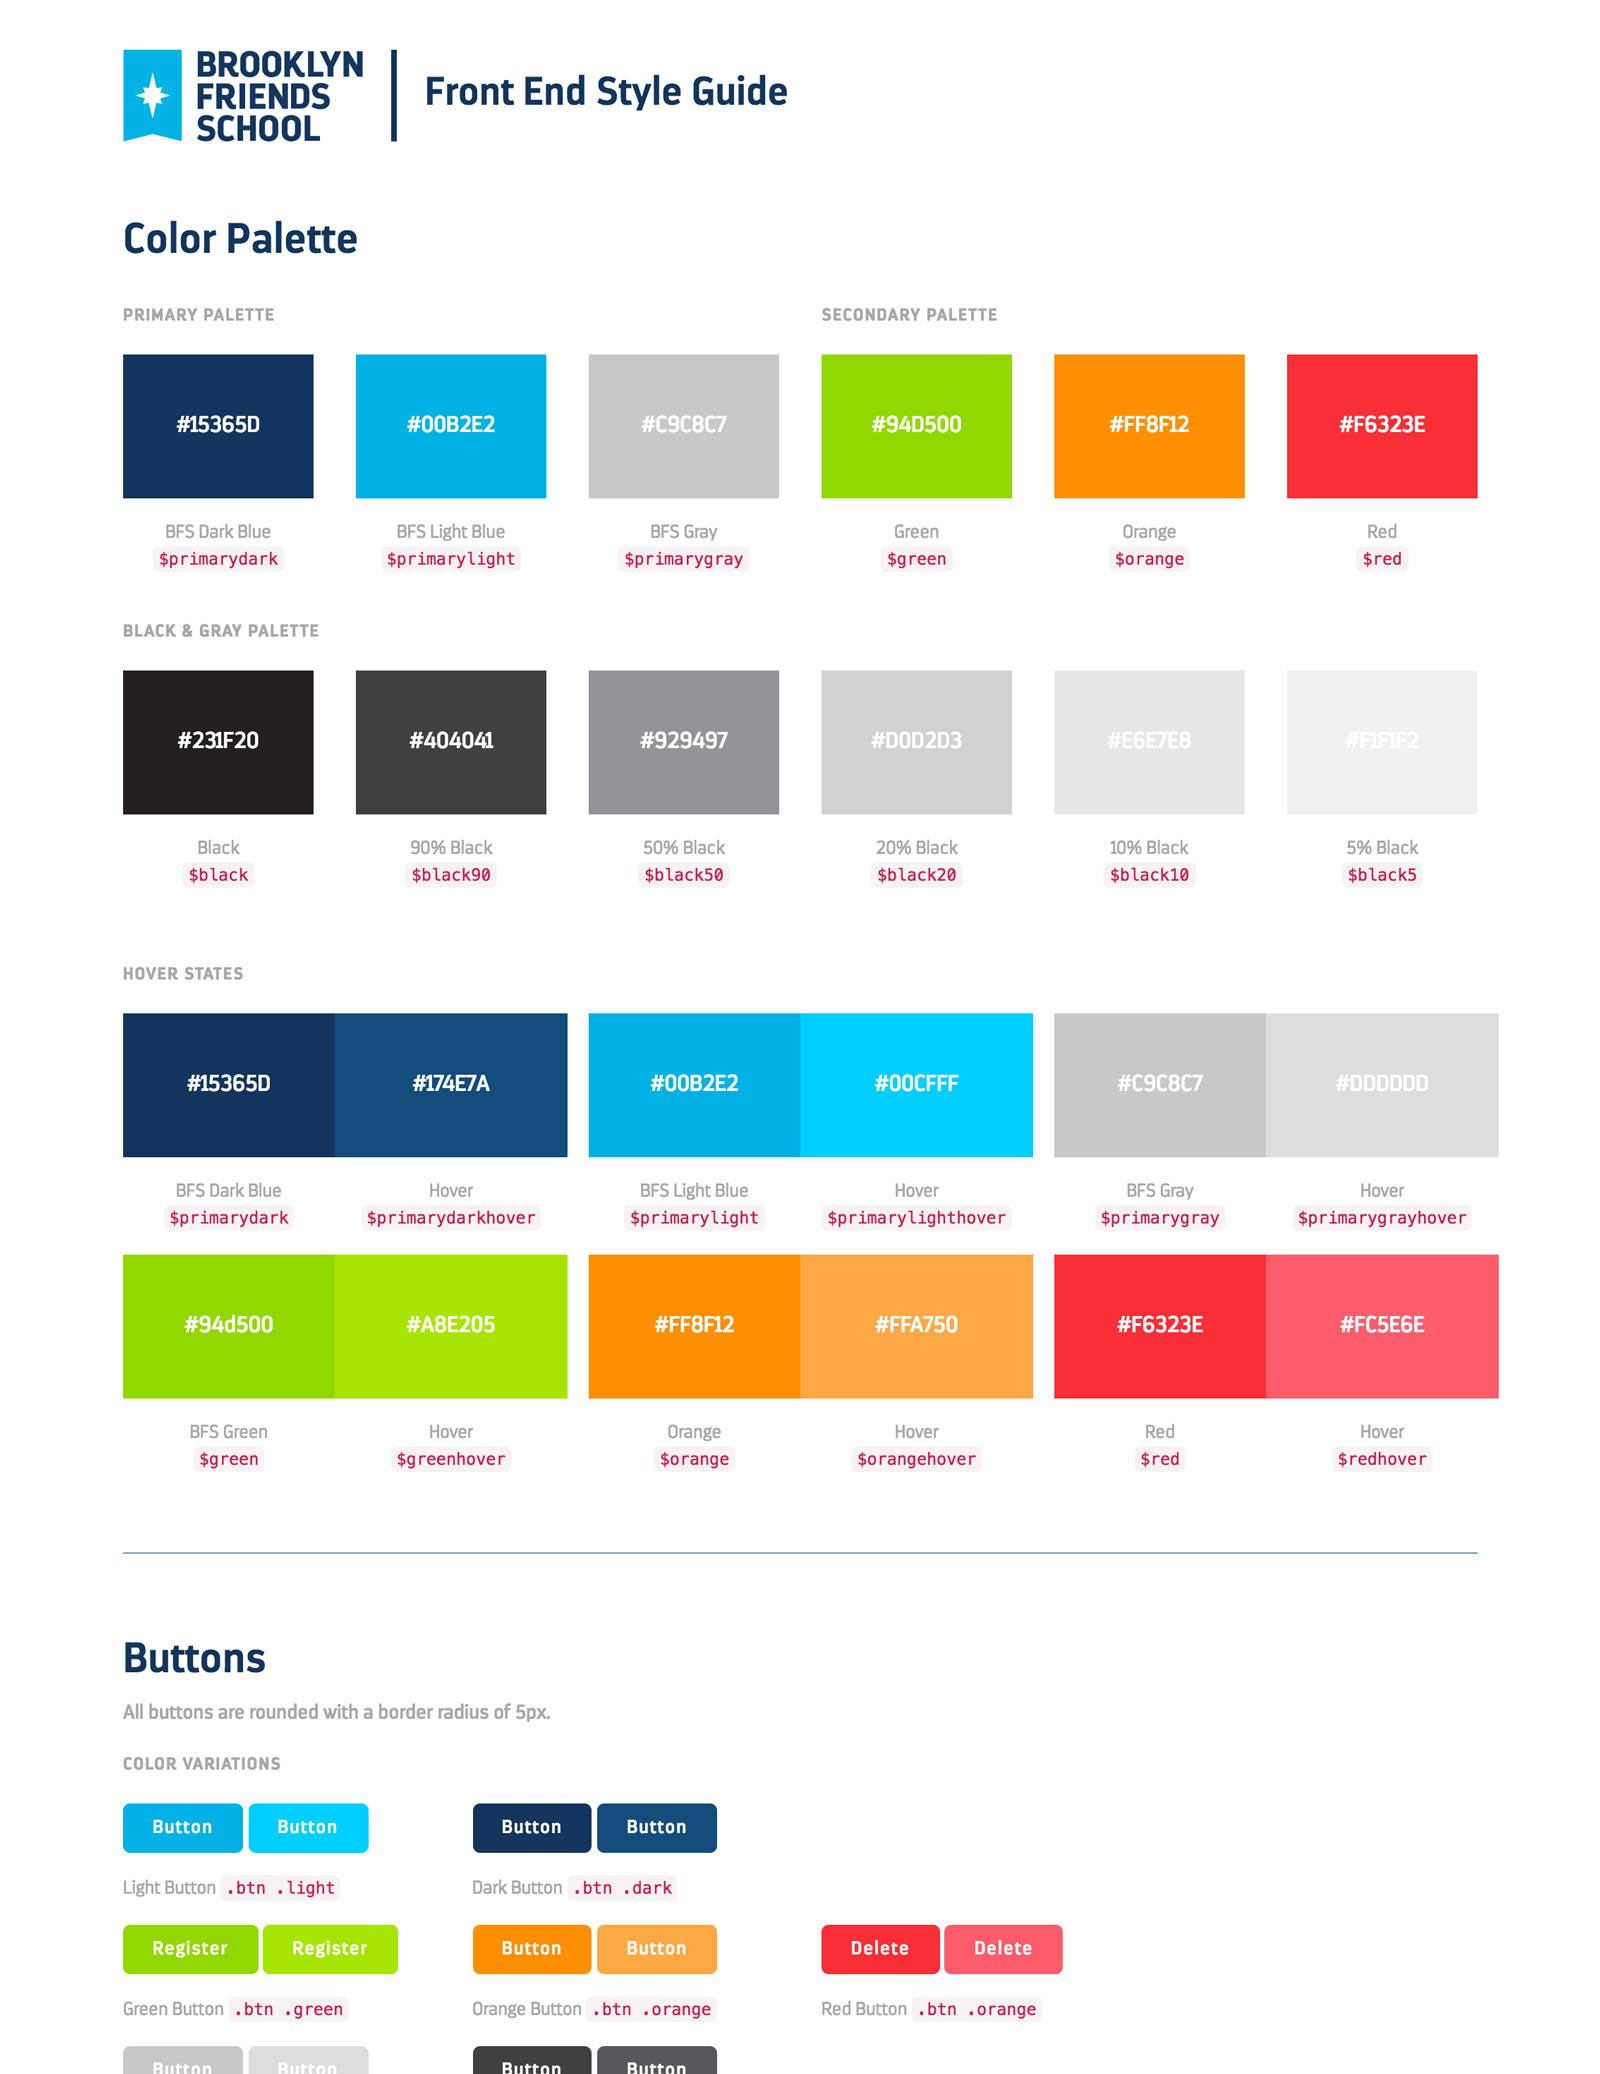 BROOKLYN
FRIENDS
SCHOOL
Front End Style Guide
Color Palette
PRIMARY PALETTE
SECONDARY PALETTE
#15365D #00B2E2 #C9C8C7 #94D500 #FF8F12 #F6323E
BFS Dark Blue BFS Light Blue BFS Gray Green Orange Red
$primarydark $primarylight $primarygray $green $orange $red
BLACK & GRAY PALETTE
#231F20 #404041 #929497 #D0D2D3 #E6E7E8 #F1F1F2
Black 90% Black 50% Black 20% Black 10% Black 5% Black
$black $black90 $black50 $black20 $black10 $black5
HOVER STATES
#15365D #174E7A #00B2E2 #00CFFF #C9C8C7 #DDDDDD
BFS Dark Blue Hover BFS Light Blue Hover BFS Gray Hover
$primarydark $primarydarkhover $primarylight $primarylighthover $primarygray $primarygrayhover
#94d500 #A8E205 #FF8F12 #FFA750 #F6323E #FC5E6E
BFS Green Hover Orange Hover Red Hover
$green $greenhover $orange $orangehover $red $redhover
Buttons
All buttons are rounded with a border radius of 5px.
COLOR VARIATIONS
Button Button Button Button
Light Button .btn .light Dark Button .btn .dark
Register Register Button Button Delete Delete
Green Button .btn .green Orange Button .btn .orange Red Button .btn .orange
Button Button Button Button